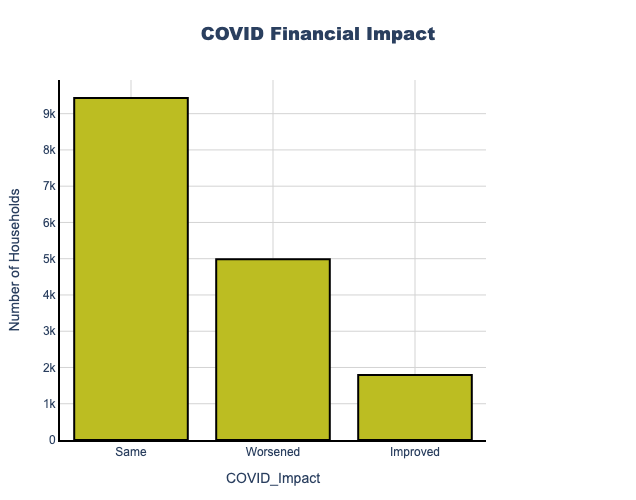 COVID Financial Impact
Number of Households
9k
8k
7k
6k
5k
4k
3k
2k
1k
0
Same Worsened Improved
COVID_Impact